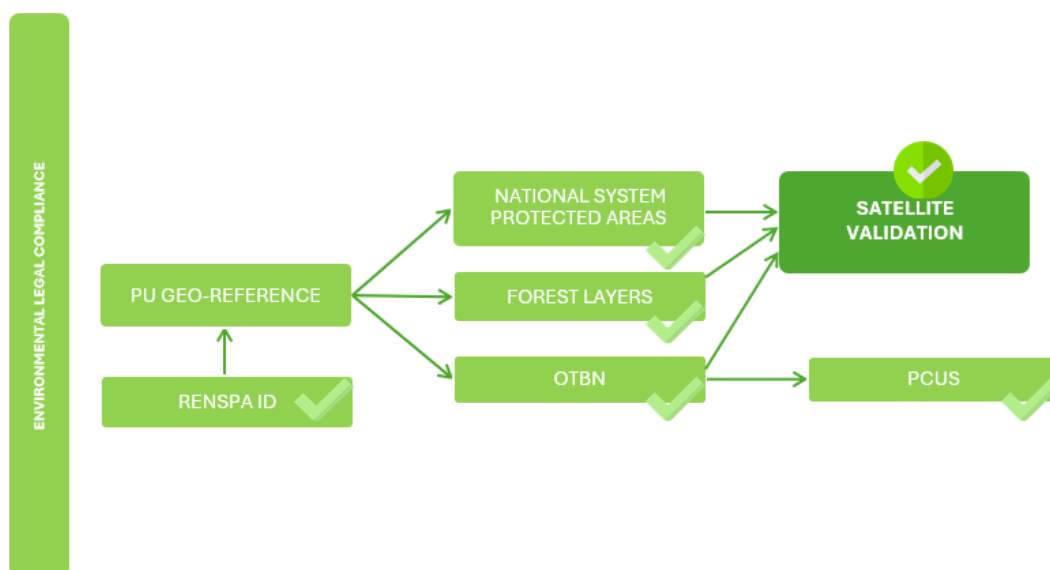 ENVIRONMENTAL LEGAL COMPLIANCE
NATIONAL SYSTEM
PROTECTED AREAS
SATELLITE
VALIDATION
PU GEO-REFERENCE
FOREST LAYERS
RENSPA ID
OTBN
PCUS